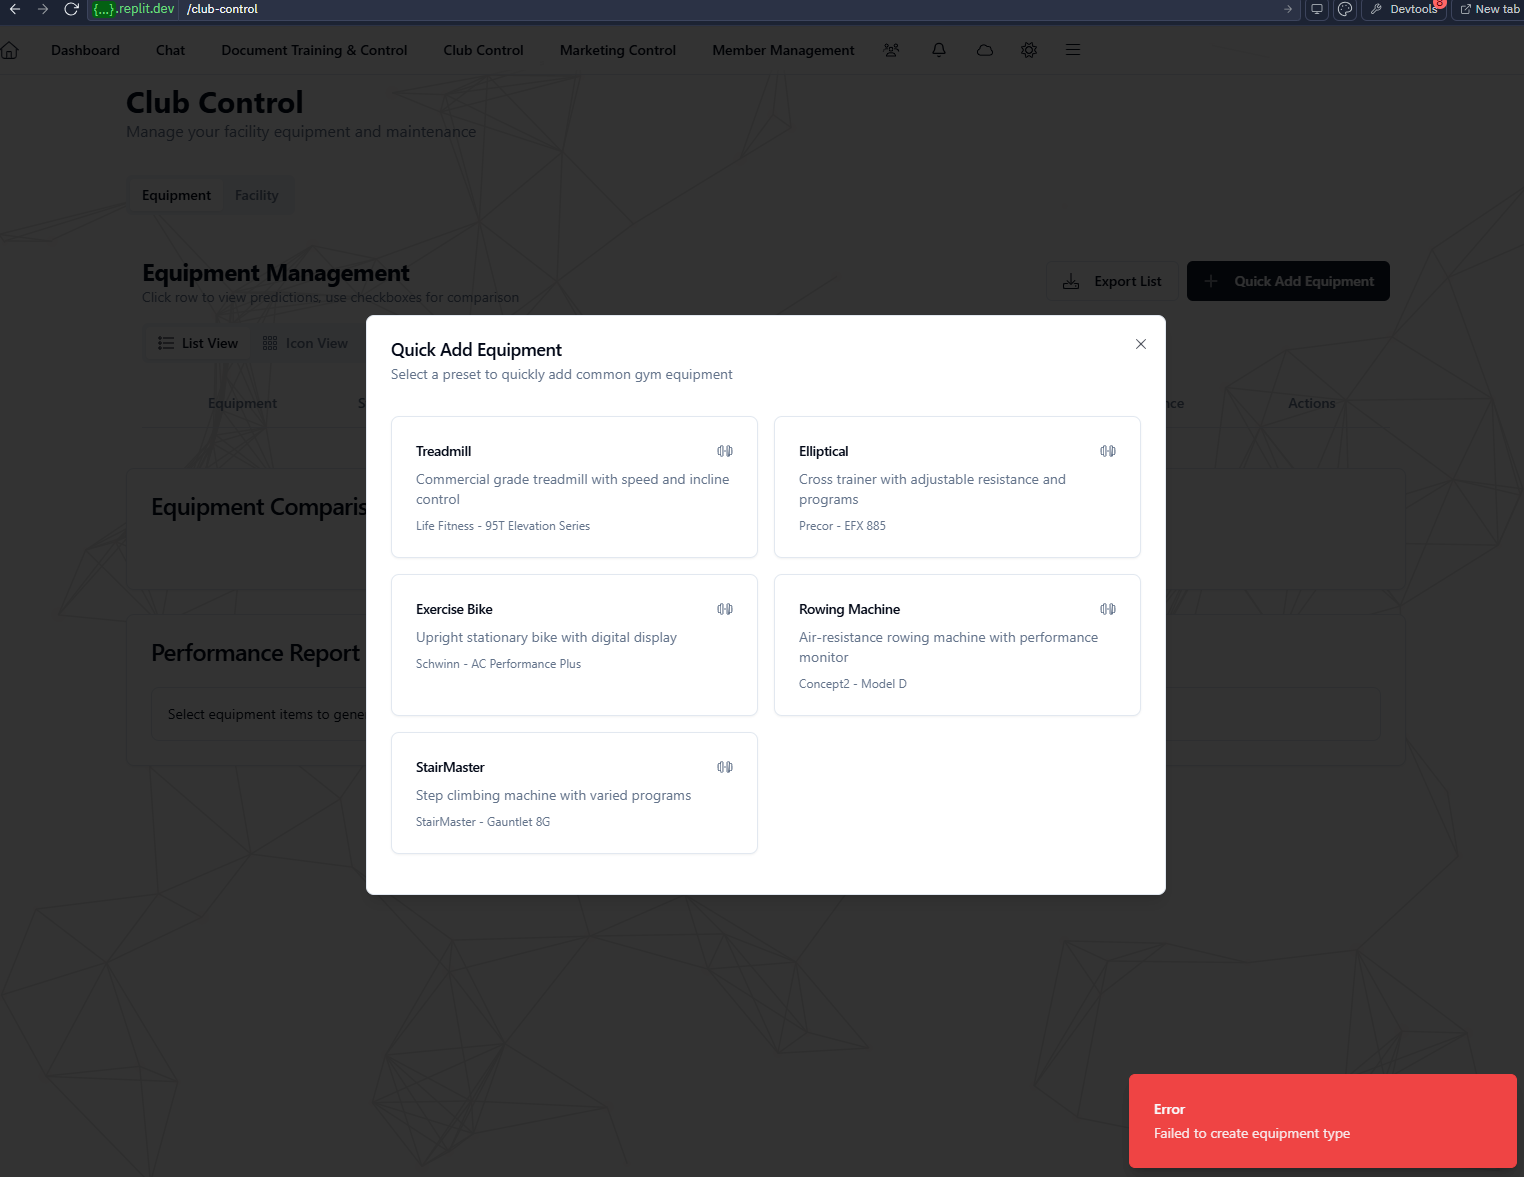 {...}.replit.dev /club-control
Devtools 6
New tab
Dashboard
Chat
Document Training & Control
Club Control
Marketing Control
Member Management
Club Control
Manage your facility equipment and maintenance
Equipment
Facility
Equipment Management
Click row to view predictions, use checkboxes for comparison
Export List
Quick Add Equipment
List View
Icon View
Equipment
S
nce
Actions
Equipment Comparis
Performance Report
Select equipment items to gene
Quick Add Equipment
Select a preset to quickly add common gym equipment
Treadmill
Commercial grade treadmill with speed and incline
control
Life Fitness - 95T Elevation Series
Elliptical
Cross trainer with adjustable resistance and
programs
Precor - EFX 885
Exercise Bike
Upright stationary bike with digital display
Schwinn - AC Performance Plus
Rowing Machine
Air-resistance rowing machine with performance
monitor
Concept2 - Model D
StairMaster
Step climbing machine with varied programs
StairMaster - Gauntlet 8G
Error
Failed to create equipment type